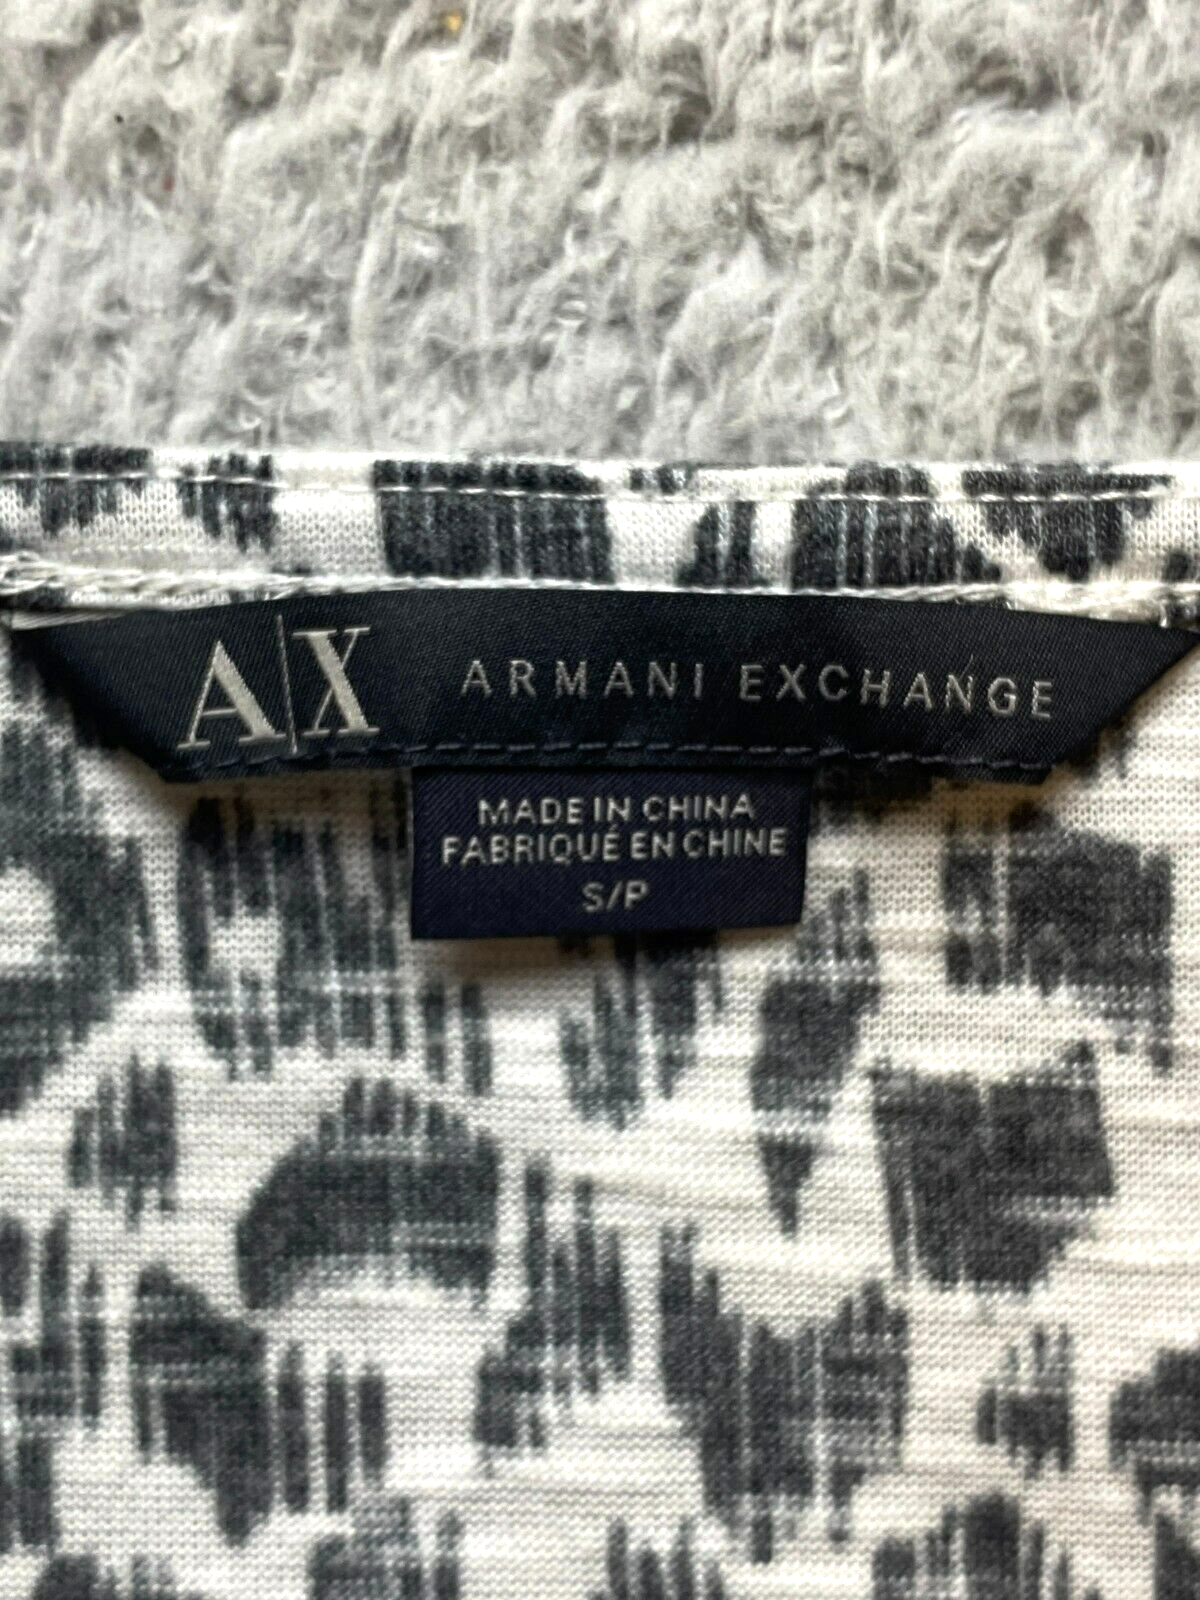 A|X ARMANI EXCHANGE
MADE IN CHINA
FABRIQUÉ EN CHINE
S/P